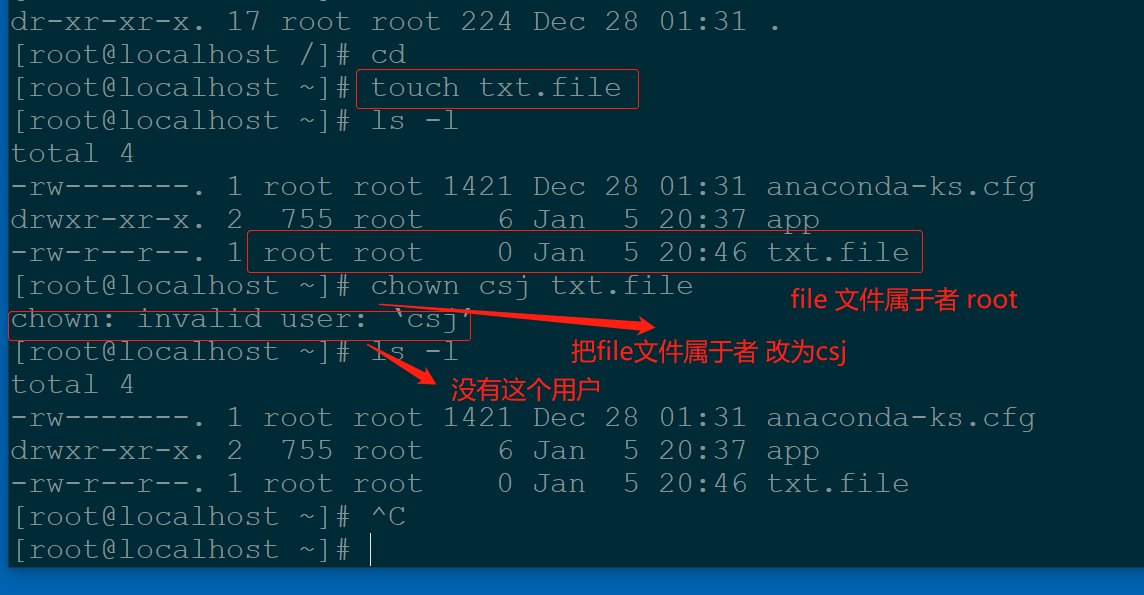 dr-xr-xr-x. 17 root root 224 Dec 28 01:31 .
[root@localhost /]# cd
[root@localhost ~]# touch txt.file
[root@localhost ~]# ls -l
total 4
-rw-------. 1 root root 1421 Dec 28 01:31 anaconda-ks.cfg
drwxr-xr-x. 2  755 root    6 Jan  5 20:37 app
-rw-r--r--. 1 root root    0 Jan  5 20:46 txt.file
[root@localhost ~]# chown csj txt.file
file 文件属于者 root
chown: invalid user: ‘csj’
[root@localhost ~]# ls -l
把file文件属于者 改为csj
total 4
没有这个用户
-rw-------. 1 root root 1421 Dec 28 01:31 anaconda-ks.cfg
drwxr-xr-x. 2  755 root    6 Jan  5 20:37 app
-rw-r--r--. 1 root root    0 Jan  5 20:46 txt.file
[root@localhost ~]# ^C
[root@localhost ~]#